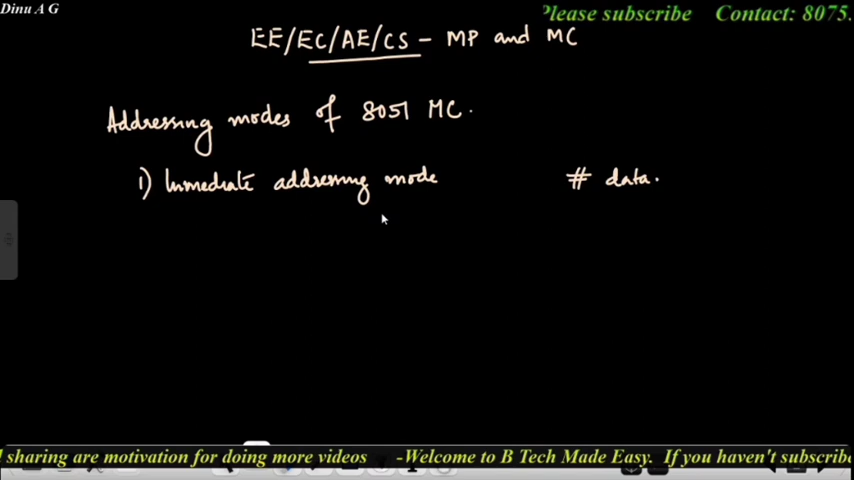 Dinu A G
Please subscribe Contact: 8075.
EE/EC/AE/CS - MP and MC
Addressing modes of 8051 MC.
1) Immediate addressing mode # data.
l sharing are motivation for doing more videos -Welcome to B Tech Made Easy. If you haven't subscribe